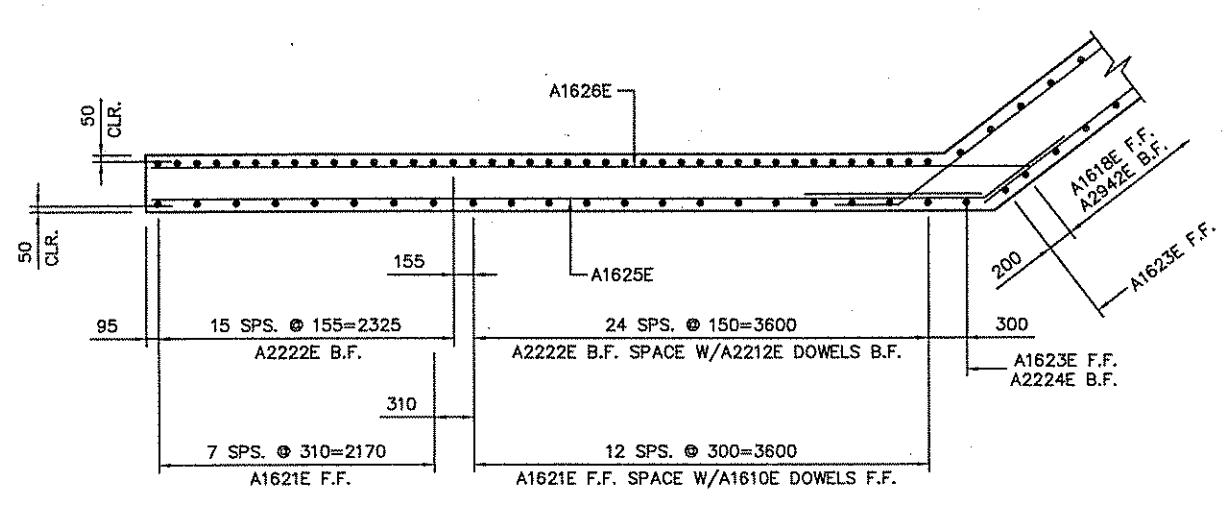 A1626E
50
CLR.
A1618E F.F.
A2942E B.F.
50
CLR.
155
A1625E
200
A1623E F.F.
95
15 SPS. @ 155=2325
A2222E B.F.
24 SPS. @ 150=3600
A2222E B.F. SPACE W/A2212E DOWELS B.F.
300
A1623E F.F.
A2224E B.F.
310
7 SPS. @ 310=2170
A1621E F.F.
12 SPS. @ 300=3600
A1621E F.F. SPACE W/A1610E DOWELS F.F.